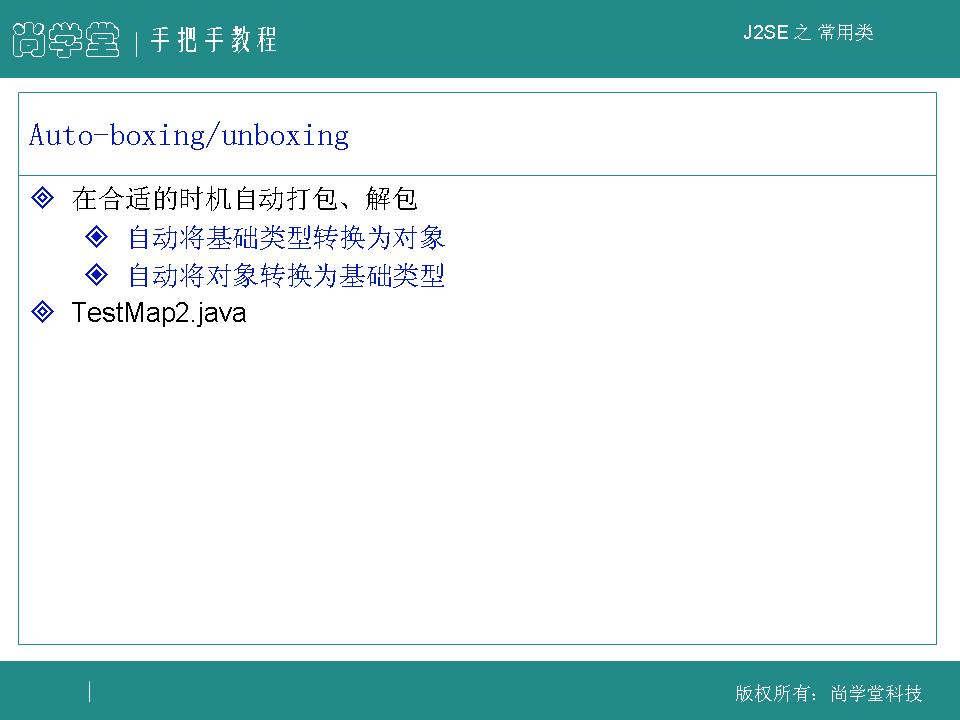 尚学堂 | 手把手教程
J2SE 之 常用类
Auto-boxing/unboxing
在合适的时机自动打包、解包
自动将基础类型转换为对象
自动将对象转换为基础类型
TestMap2.java
版权所有：尚学堂科技